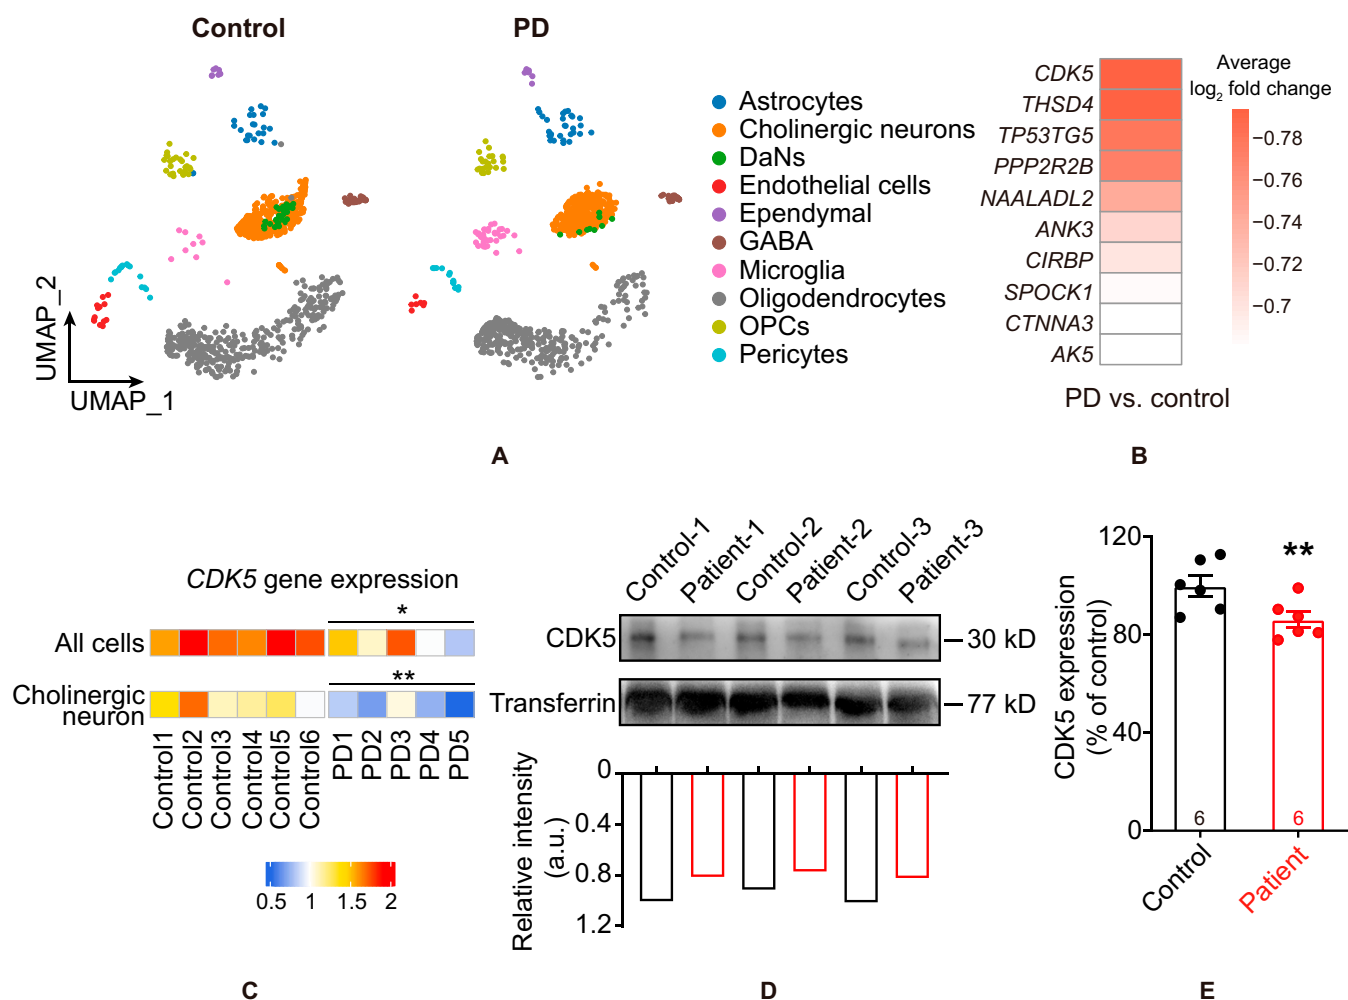 Control
PD
UMAP_2
UMAP_1
Astrocytes
Cholinergic neurons
DaNs
Endothelial cells
Ependymal
GABA
Microglia
Oligodendrocytes
OPCs
Pericytes
A
CDK5
THSD4
TP53TG5
PPP2R2B
NAALADL2
ANK3
CIRBP
SPOCK1
CTNNA3
AK5
Average
log2 fold change
−0.78
−0.76
−0.74
−0.72
−0.7
PD vs. control
B
CDK5 gene expression
*
All cells
**
Cholinergic
neuron
Control1
Control2
Control3
Control4
Control5
Control6
PD1
PD2
PD3
PD4
PD5
0.5 1 1.5 2
C
Control-1
Patient-1
Control-2
Patient-2
Control-3
Patient-3
CDK5
30 kD
Transferrin
77 kD
Relative intensity
(a.u.)
0
0.4
0.8
1.2
D
CDK5 expression
(% of control)
120
80
40
0
**
6 6
Control
Patient
E